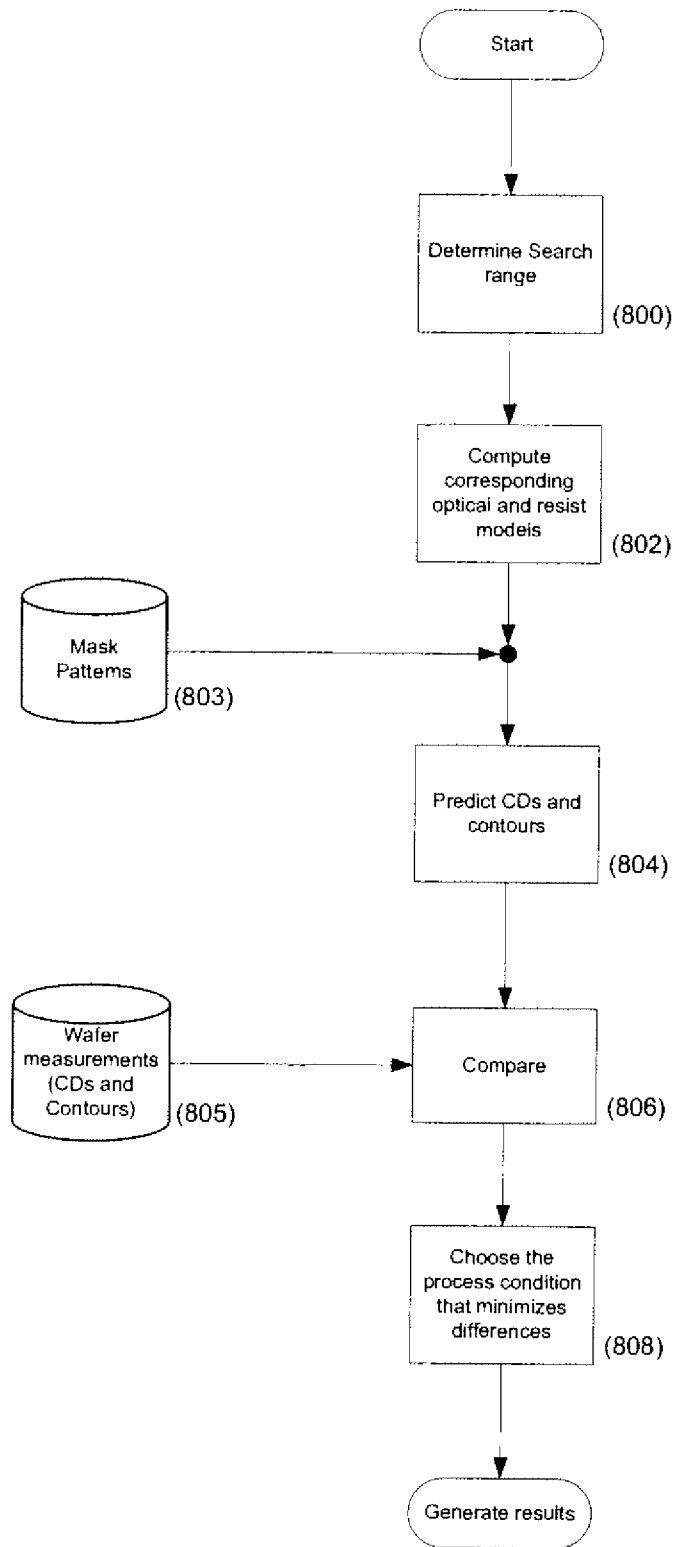 Start
Determine Search
range
(800)
Compute
corresponding
optical and resist
models
(802)
Mask
Patterns
(803)
Predict CDs and
contours
(804)
Wafer
measurements
(CDs and
Contours)
(805)
Compare
(806)
Choose the
process condition
that minimizes
differences
(808)
Generate results